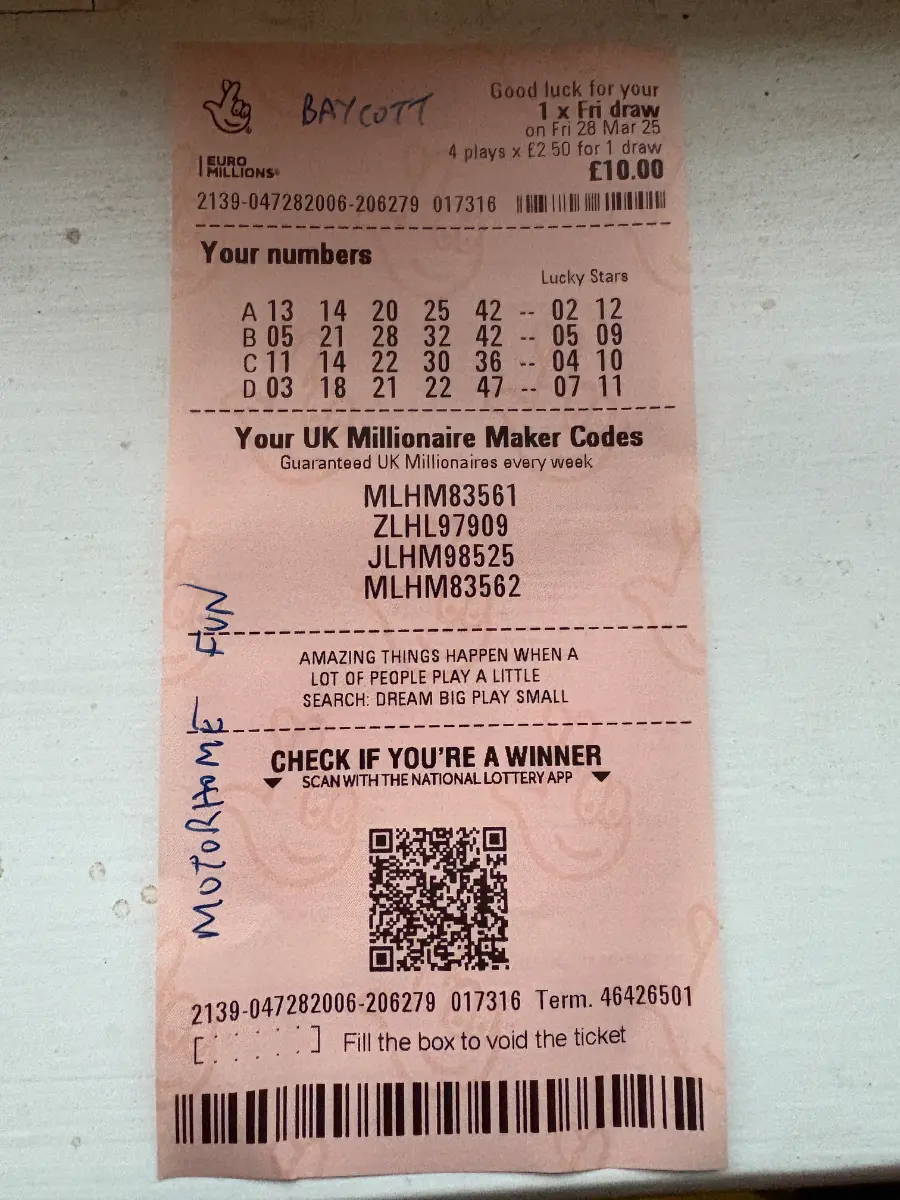 BAYCOTT
Good luck for your
1 x Fri draw
on Fri 28 Mar 25
4 plays x £2 50 for 1 draw
£10.00
EURO
MILLIONS
2139-047282006-206279 017316
Your numbers
Lucky Stars
A 13 14 20 25 42 -- 02 12
B 05 21 28 32 42 -- 05 09
C 11 14 22 30 36 -- 04 10
D 03 18 21 22 47 -- 07 11
Your UK Millionaire Maker Codes
Guaranteed UK Millionaires every week
MLHM83561
ZLHL97909
JLHM98525
MLHM83562
MOTORHOME FUN
AMAZING THINGS HAPPEN WHEN A
LOT OF PEOPLE PLAY A LITTLE
SEARCH: DREAM BIG PLAY SMALL
CHECK IF YOU'RE A WINNER
SCAN WITH THE NATIONAL LOTTERY APP
2139-047282006-206279 017316 Term. 46426501
Fill the box to void the ticket